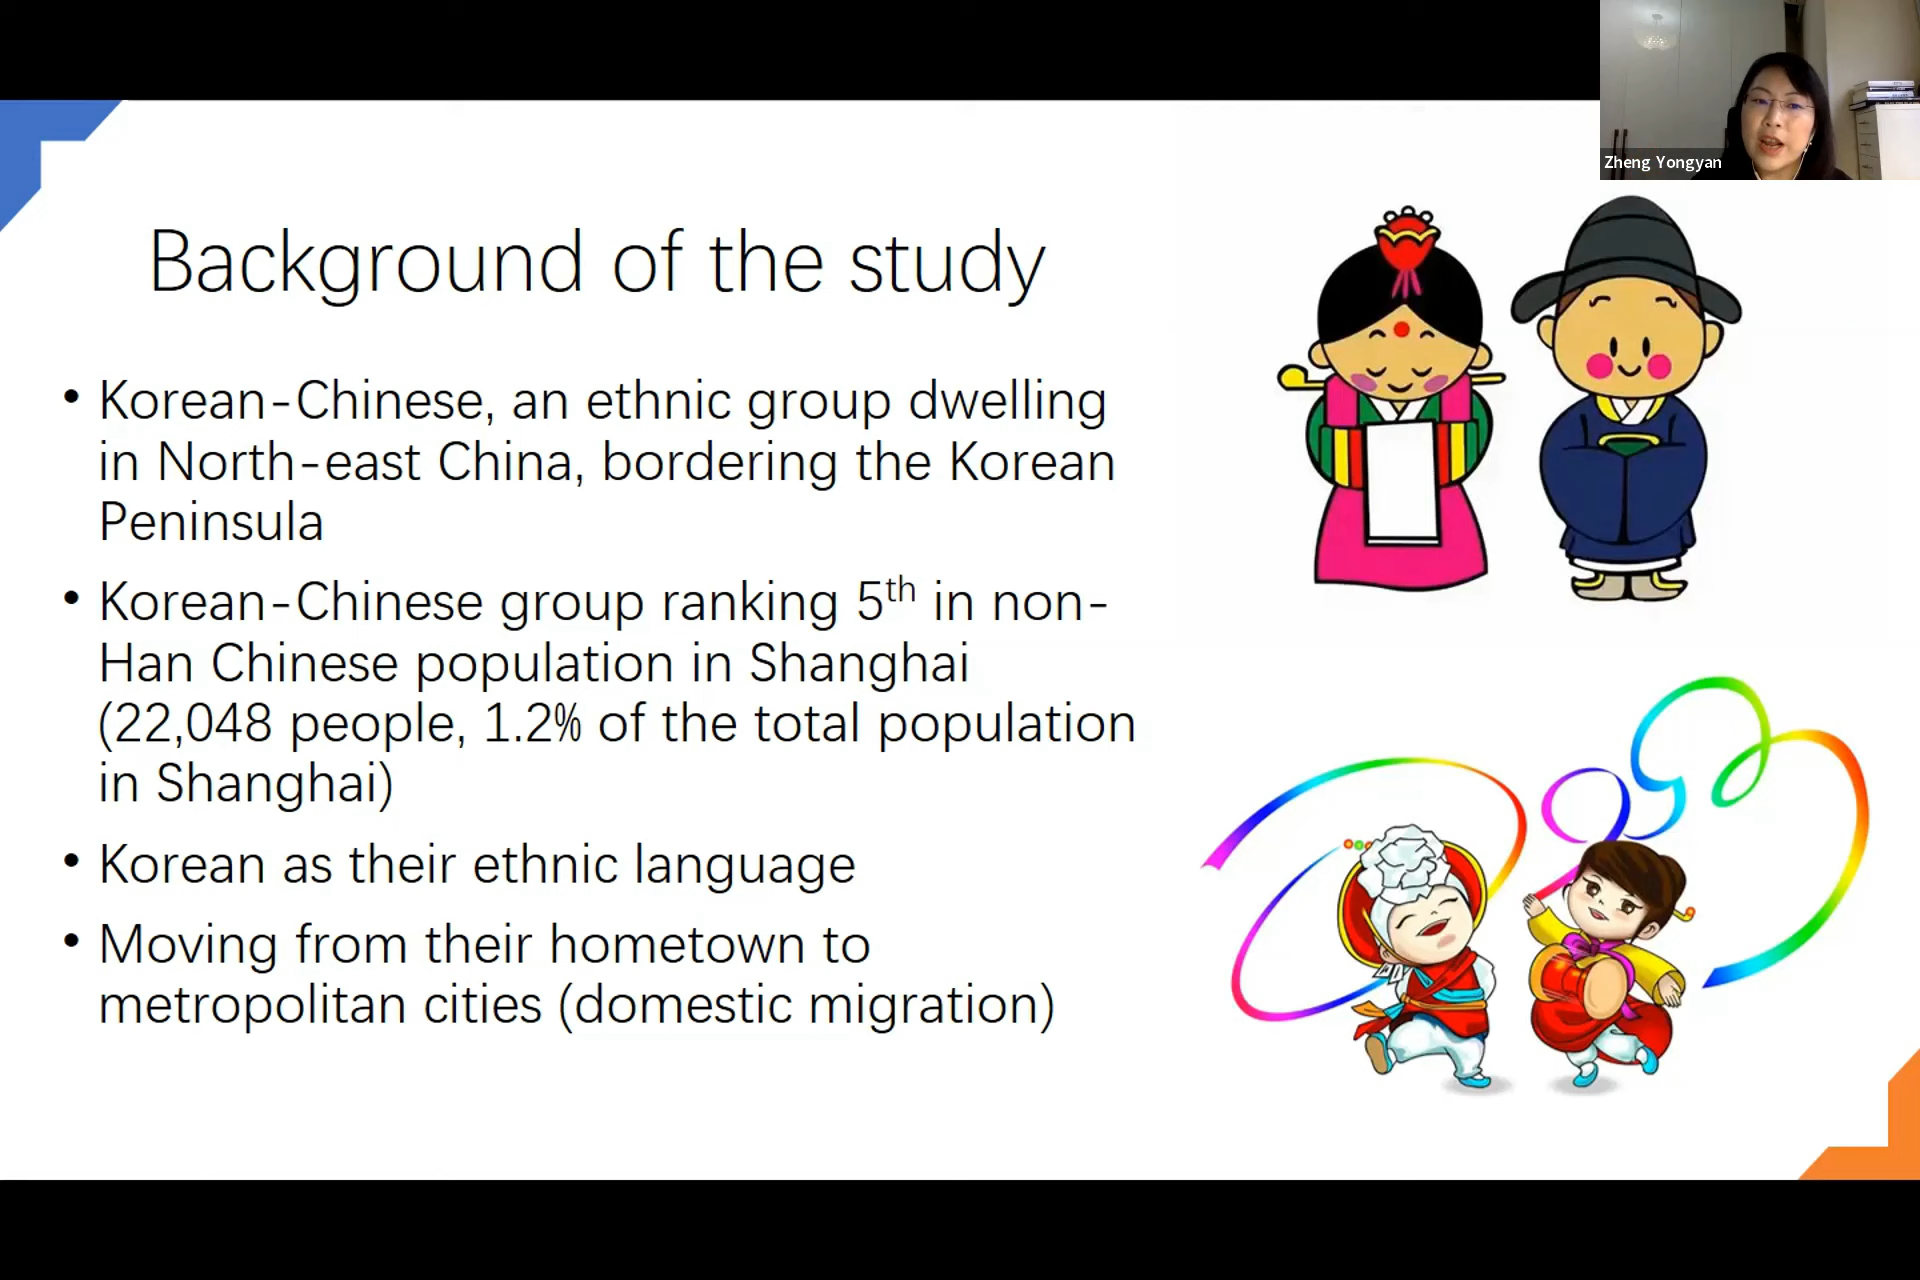 Zheng Yongyan
Background of the study
• Korean-Chinese, an ethnic group dwelling
in North-east China, bordering the Korean
Peninsula
• Korean-Chinese group ranking 5th in non-
Han Chinese population in Shanghai
(22,048 people, 1.2% of the total population
in Shanghai)
• Korean as their ethnic language
• Moving from their hometown to
metropolitan cities (domestic migration)